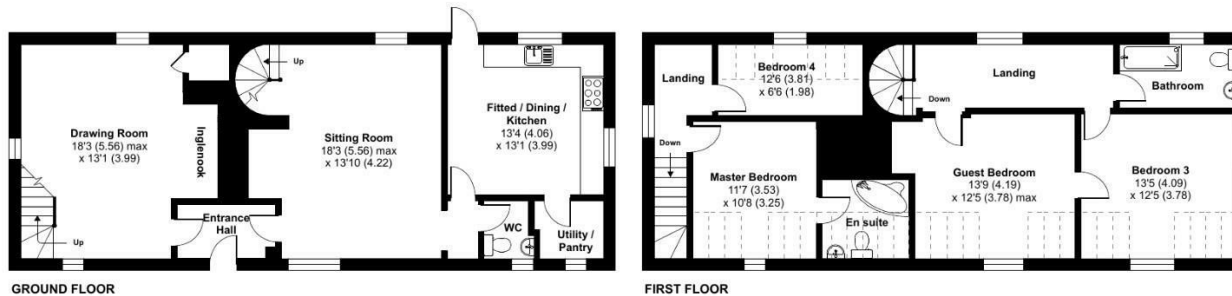 Up
Drawing Room
18'3 (5.56) max
x 13'1 (3.99)
Inglenook
Up
Entrance
Hall
Up
Sitting Room
18'3 (5.56) max
x 13'10 (4.22)
Fitted / Dining /
Kitchen
13'4 (4.06)
x 13'1 (3.99)
WC
Utility /
Pantry
GROUND FLOOR
Landing
Bedroom 4
12'6 (3.81)
x 6'6 (1.98)
Down
Landing
Bathroom
Down
Master Bedroom
11'7 (3.53)
x 10'8 (3.25)
En suite
Guest Bedroom
13'9 (4.19)
x 12'5 (3.78) max
Bedroom 3
13'5 (4.09)
x 12'5 (3.78)
FIRST FLOOR